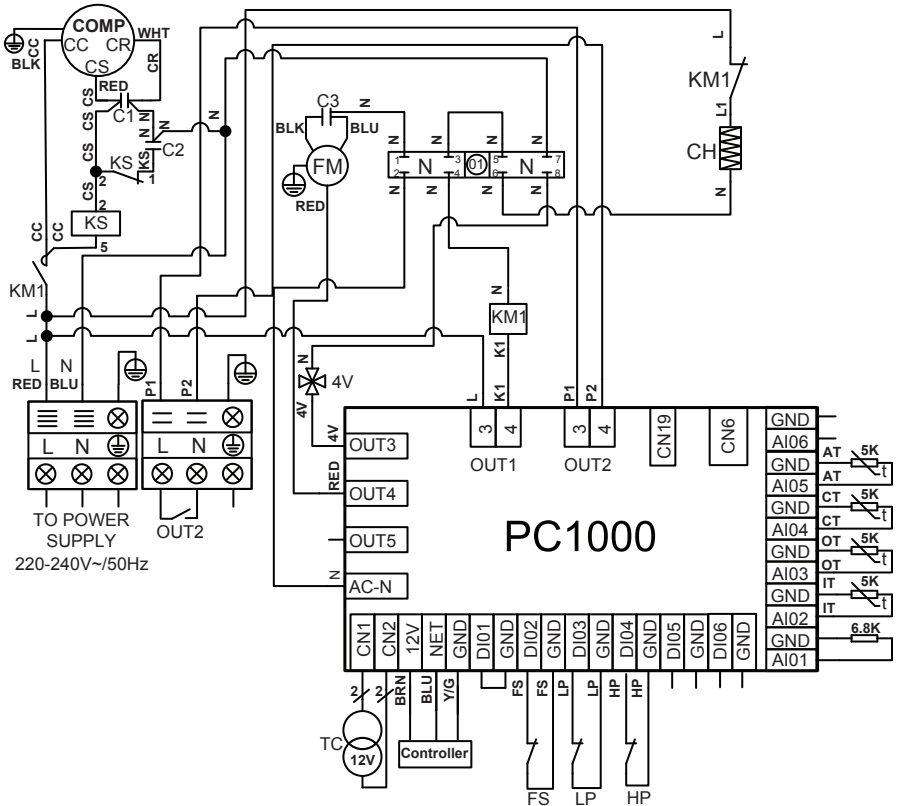 COMP
CC CR
CS
WHT
CC
BLK
CR
RED
CS CS
C1
N N
C2
N
CS CS
KS
KS
2 1
CS
2
KS
5
CC CC
KM1
L
L
L N
RED BLU
P1 P2
L N
L N
TO POWER
SUPPLY
220-240V~/50Hz
OUT2
C3
N
BLK BLU
FM
RED
N N N N
1 3 5 7
N 01 N
2 4 6 8
N N N N
L
KM1
L1
CH
N
N
KM1
K1
N
4V
4V
L K1 P1 P2
4V
OUT3
RED
OUT4
OUT5
N
AC-N
3 4
OUT1
3 4
OUT2
CN19
CN6
PC1000
GND
AI06
GND
AI05
GND
AI04
GND
AI03
GND
AI02
GND
AI01
AT 5K
t
AT
CT 5K
t
CT
OT 5K
t
OT
IT 5K
t
IT
6.8K
CN1 CN2 12V NET GND DI01 GND DI02 GND DI03 GND DI04 GND DI05 GND DI06 GND
2 2 BRN BLU Y/G FS FS LP LP HP HP
TC
12V
Controller
FS LP HP